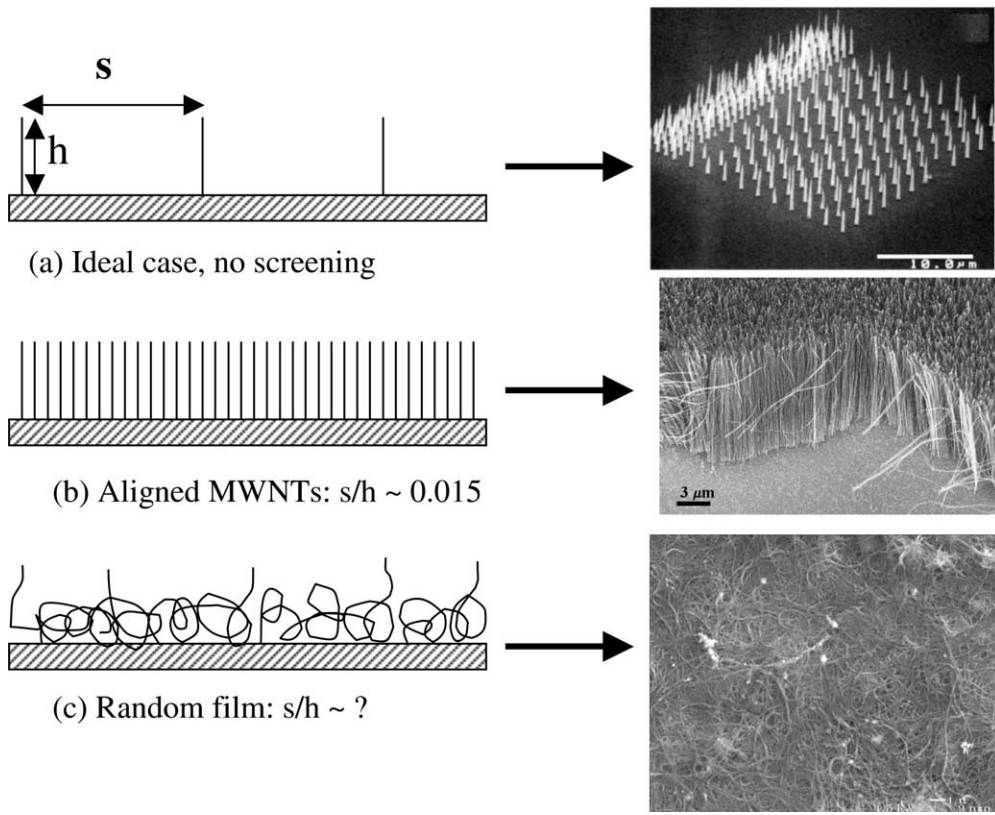 s
h
(a) Ideal case, no screening
10.0µm
(b) Aligned MWNTs: s/h ~ 0.015
3 µm
(c) Random film: s/h ~ ?